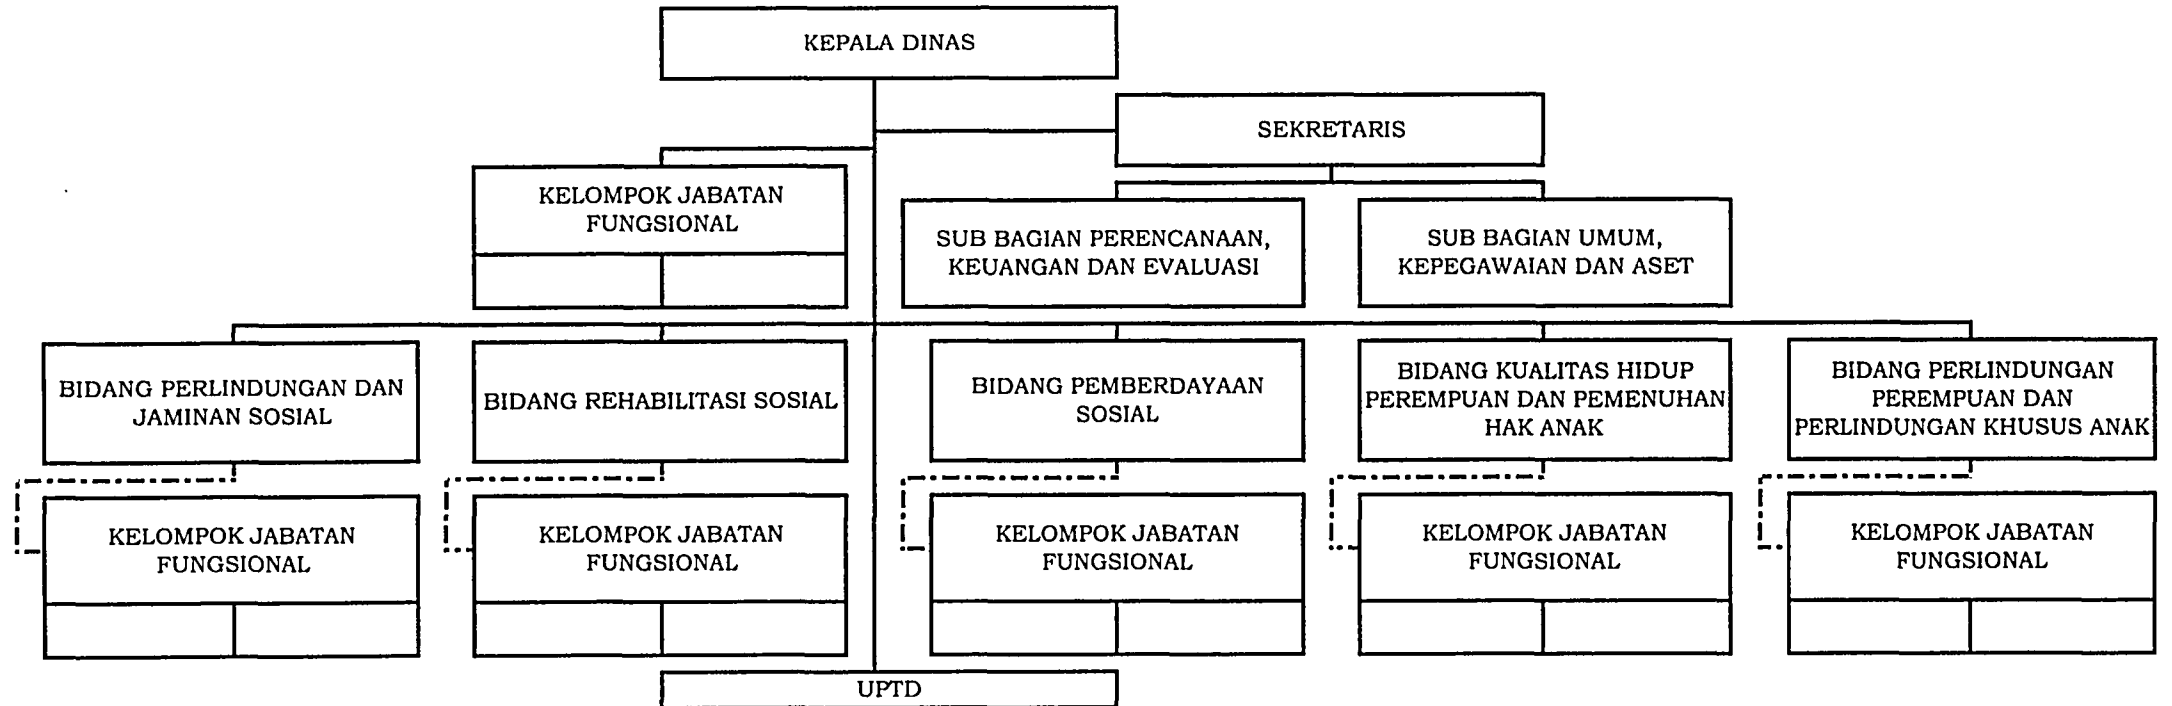 KEPALA DINAS
SEKRETARIS
KELOMPOK JABATAN
FUNGSIONAL
SUB BAGIAN PERENCANAAN,
KEUANGAN DAN EVALUASI
SUB BAGIAN UMUM,
KEPEGAWAIAN DAN ASET
BIDANG PERLINDUNGAN DAN
JAMINAN SOSIAL
BIDANG REHABILITASI SOSIAL
BIDANG PEMBERDAYAAN
SOSIAL
BIDANG KUALITAS HIDUP
PEREMPUAN DAN PEMENUHAN
HAK ANAK
BIDANG PERLINDUNGAN
PEREMPUAN DAN
PERLINDUNGAN KHUSUS ANAK
KELOMPOK JABATAN
FUNGSIONAL
KELOMPOK JABATAN
FUNGSIONAL
KELOMPOK JABATAN
FUNGSIONAL
KELOMPOK JABATAN
FUNGSIONAL
KELOMPOK JABATAN
FUNGSIONAL
UPTD